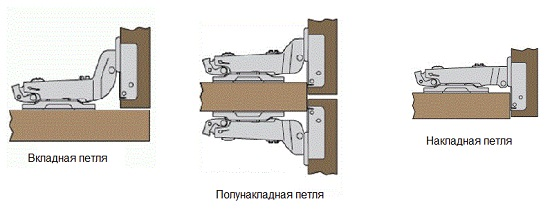 Вкладная петля
Полунакладная петля
Накладная петля